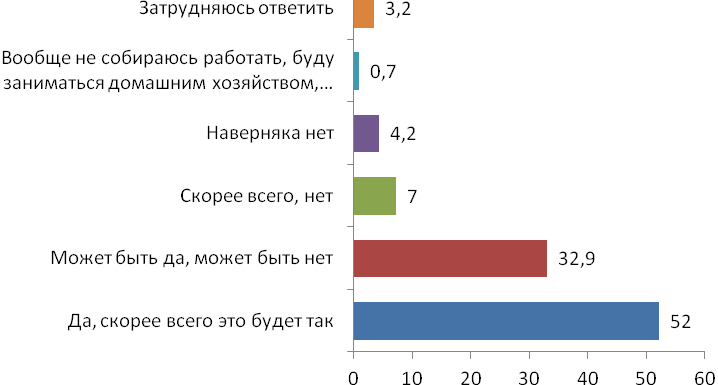 Затрудняюсь ответить
3,2
Вообще не собираюсь работать, буду
заниматься домашним хозяйством,...
0,7
Наверняка нет
4,2
Скорее всего, нет
7
Может быть да, может быть нет
32,9
Да, скорее всего это будет так
52
0 10 20 30 40 50 60